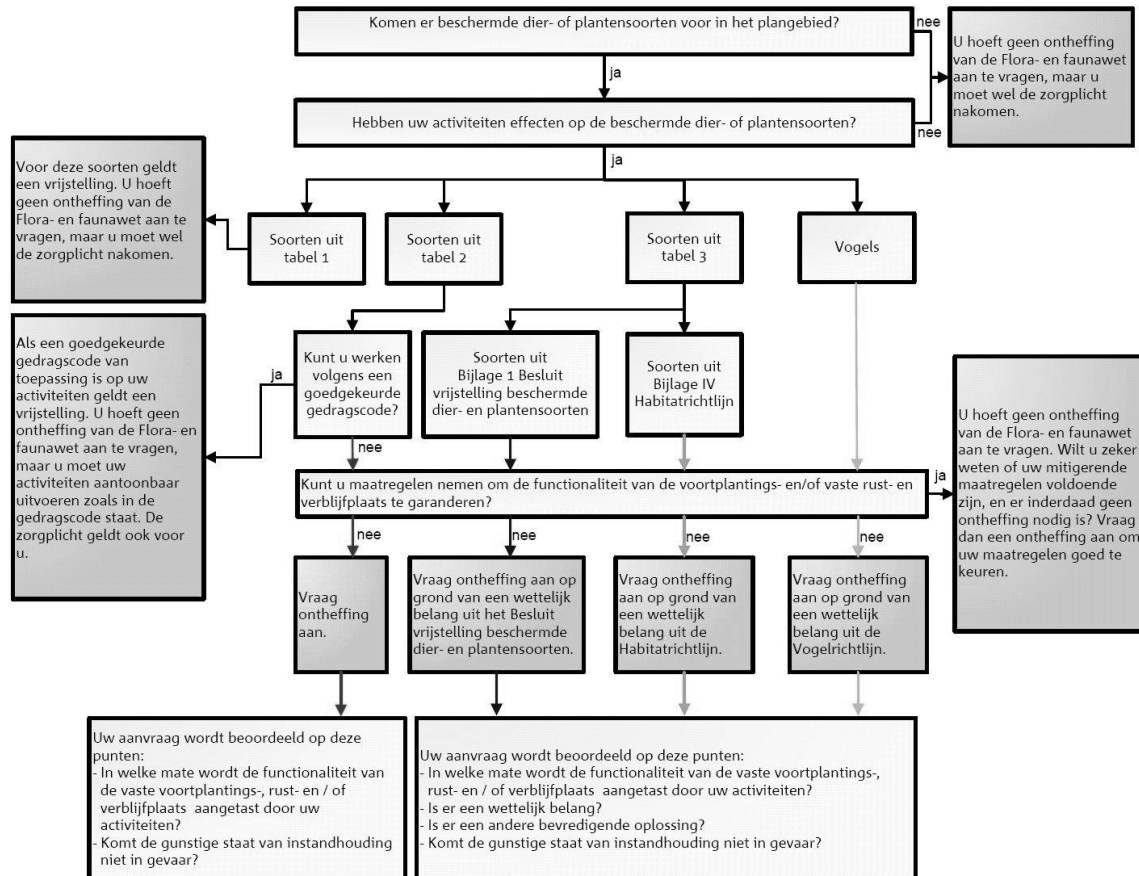 Komen er beschermde dier- of plantensoorten voor in het plangebied?
nee
U hoeft geen ontheffing
van de Flora- en faunawet
aan te vragen, maar u
moet wel de zorgplicht
nakomen.
ja
Hebben uw activiteiten effecten op de beschermde dier- of plantensoorten?
nee
ja
Voor deze soorten geldt
een vrijstelling. U hoeft
geen ontheffing van de
Flora- en faunawet aan te
vragen, maar u moet wel
de zorgplicht nakomen.
Soorten uit
tabel 1
Soorten uit
tabel 2
Soorten uit
tabel 3
Vogels
Als een goedgekeurde
gedragscode van
toepassing is op uw
activiteiten geldt een
vrijstelling. U hoeft geen
ontheffing van de Flora- en
faunawet aan te vragen,
maar u moet uw
activiteiten aantoonbaar
uitvoeren zoals in de
gedragscode staat. De
zorgplicht geldt ook voor
u.
ja
Kunt u werken
volgens een
goedgekeurde
gedragscode?
Soorten uit
Bijlage 1 Besluit
vrijstelling beschermde
dier- en plantensoorten
Soorten uit
Bijlage IV
Habitatrichtlijn
nee
Kunt u maatregelen nemen om de functionaliteit van de voortplantings- en/of vaste rust- en
verblijfplaats te garanderen?
ja
U hoeft geen ontheffing
van de Flora- en faunawet
aan te vragen. Wilt u zeker
weten of uw mitigerende
maatregelen voldoende
zijn, en er inderdaad geen
ontheffing nodig is? Vraag
dan een ontheffing aan om
uw maatregelen goed te
keuren.
nee
nee
nee
nee
Vraag
ontheffing
aan.
Vraag ontheffing aan op
grond van een wettelijk
belang uit het Besluit
vrijstelling beschermde
dier- en plantensoorten.
Vraag ontheffing
aan op grond van
een wettelijk
belang uit de
Habitatrichtlijn.
Vraag ontheffing
aan op grond van
een wettelijk
belang uit de
Vogelrichtlijn.
Uw aanvraag wordt beoordeeld op deze
punten:
- In welke mate wordt de functionaliteit van
de vaste voortplantings-, rust- en / of
verblijfplaats aangetast door uw
activiteiten?
- Komt de gunstige staat van instandhouding
niet in gevaar?
Uw aanvraag wordt beoordeeld op deze punten:
- In welke mate wordt de functionaliteit van de vaste voortplantings-,
rust- en / of verblijfplaats aangetast door uw activiteiten?
- Is er een wettelijk belang?
- Is er een andere bevredigende oplossing?
- Komt de gunstige staat van instandhouding niet in gevaar?